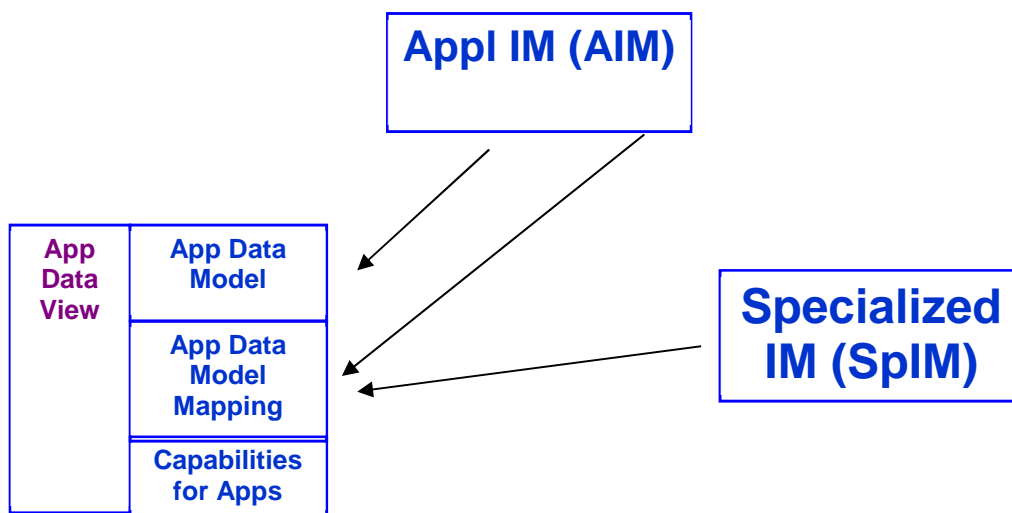 Appl IM (AIM)
App
Data
View
App Data
Model
App Data
Model
Mapping
Capabilities
for Apps
Specialized
IM (SpIM)